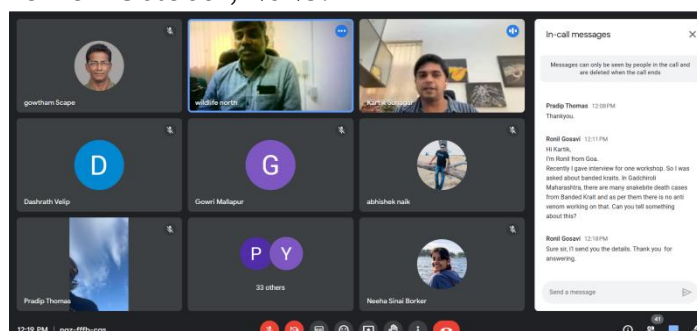 gowtham Scape
wildlife north
Kartik Sunagar
D
Dashrath Velip
G
Gowri Mallapur
abhishek naik
Pradip Thomas
P Y
33 others
Neeha Sinai Borker
In-call messages
Messages can only be seen by people in the call and
are deleted when the call ends
Pradip Thomas 12:08 PM
Thankyou.
Ronil Gosavi 12:11 PM
Hi Kartik,
I'm Ronil from Goa.
Recently I gave interview for one workshop. So I was
asked about banded kraits. In Gadchiroli
Maharashtra, there are many snakebite death cases
from Banded Krait and as per them there is no anti
venom working on that. Can you tell something
about this?
Ronil Gosavi 12:18 PM
Sure sir, I'l send you the details. Thank you for
answering.
Send a message
12:19 PM
41